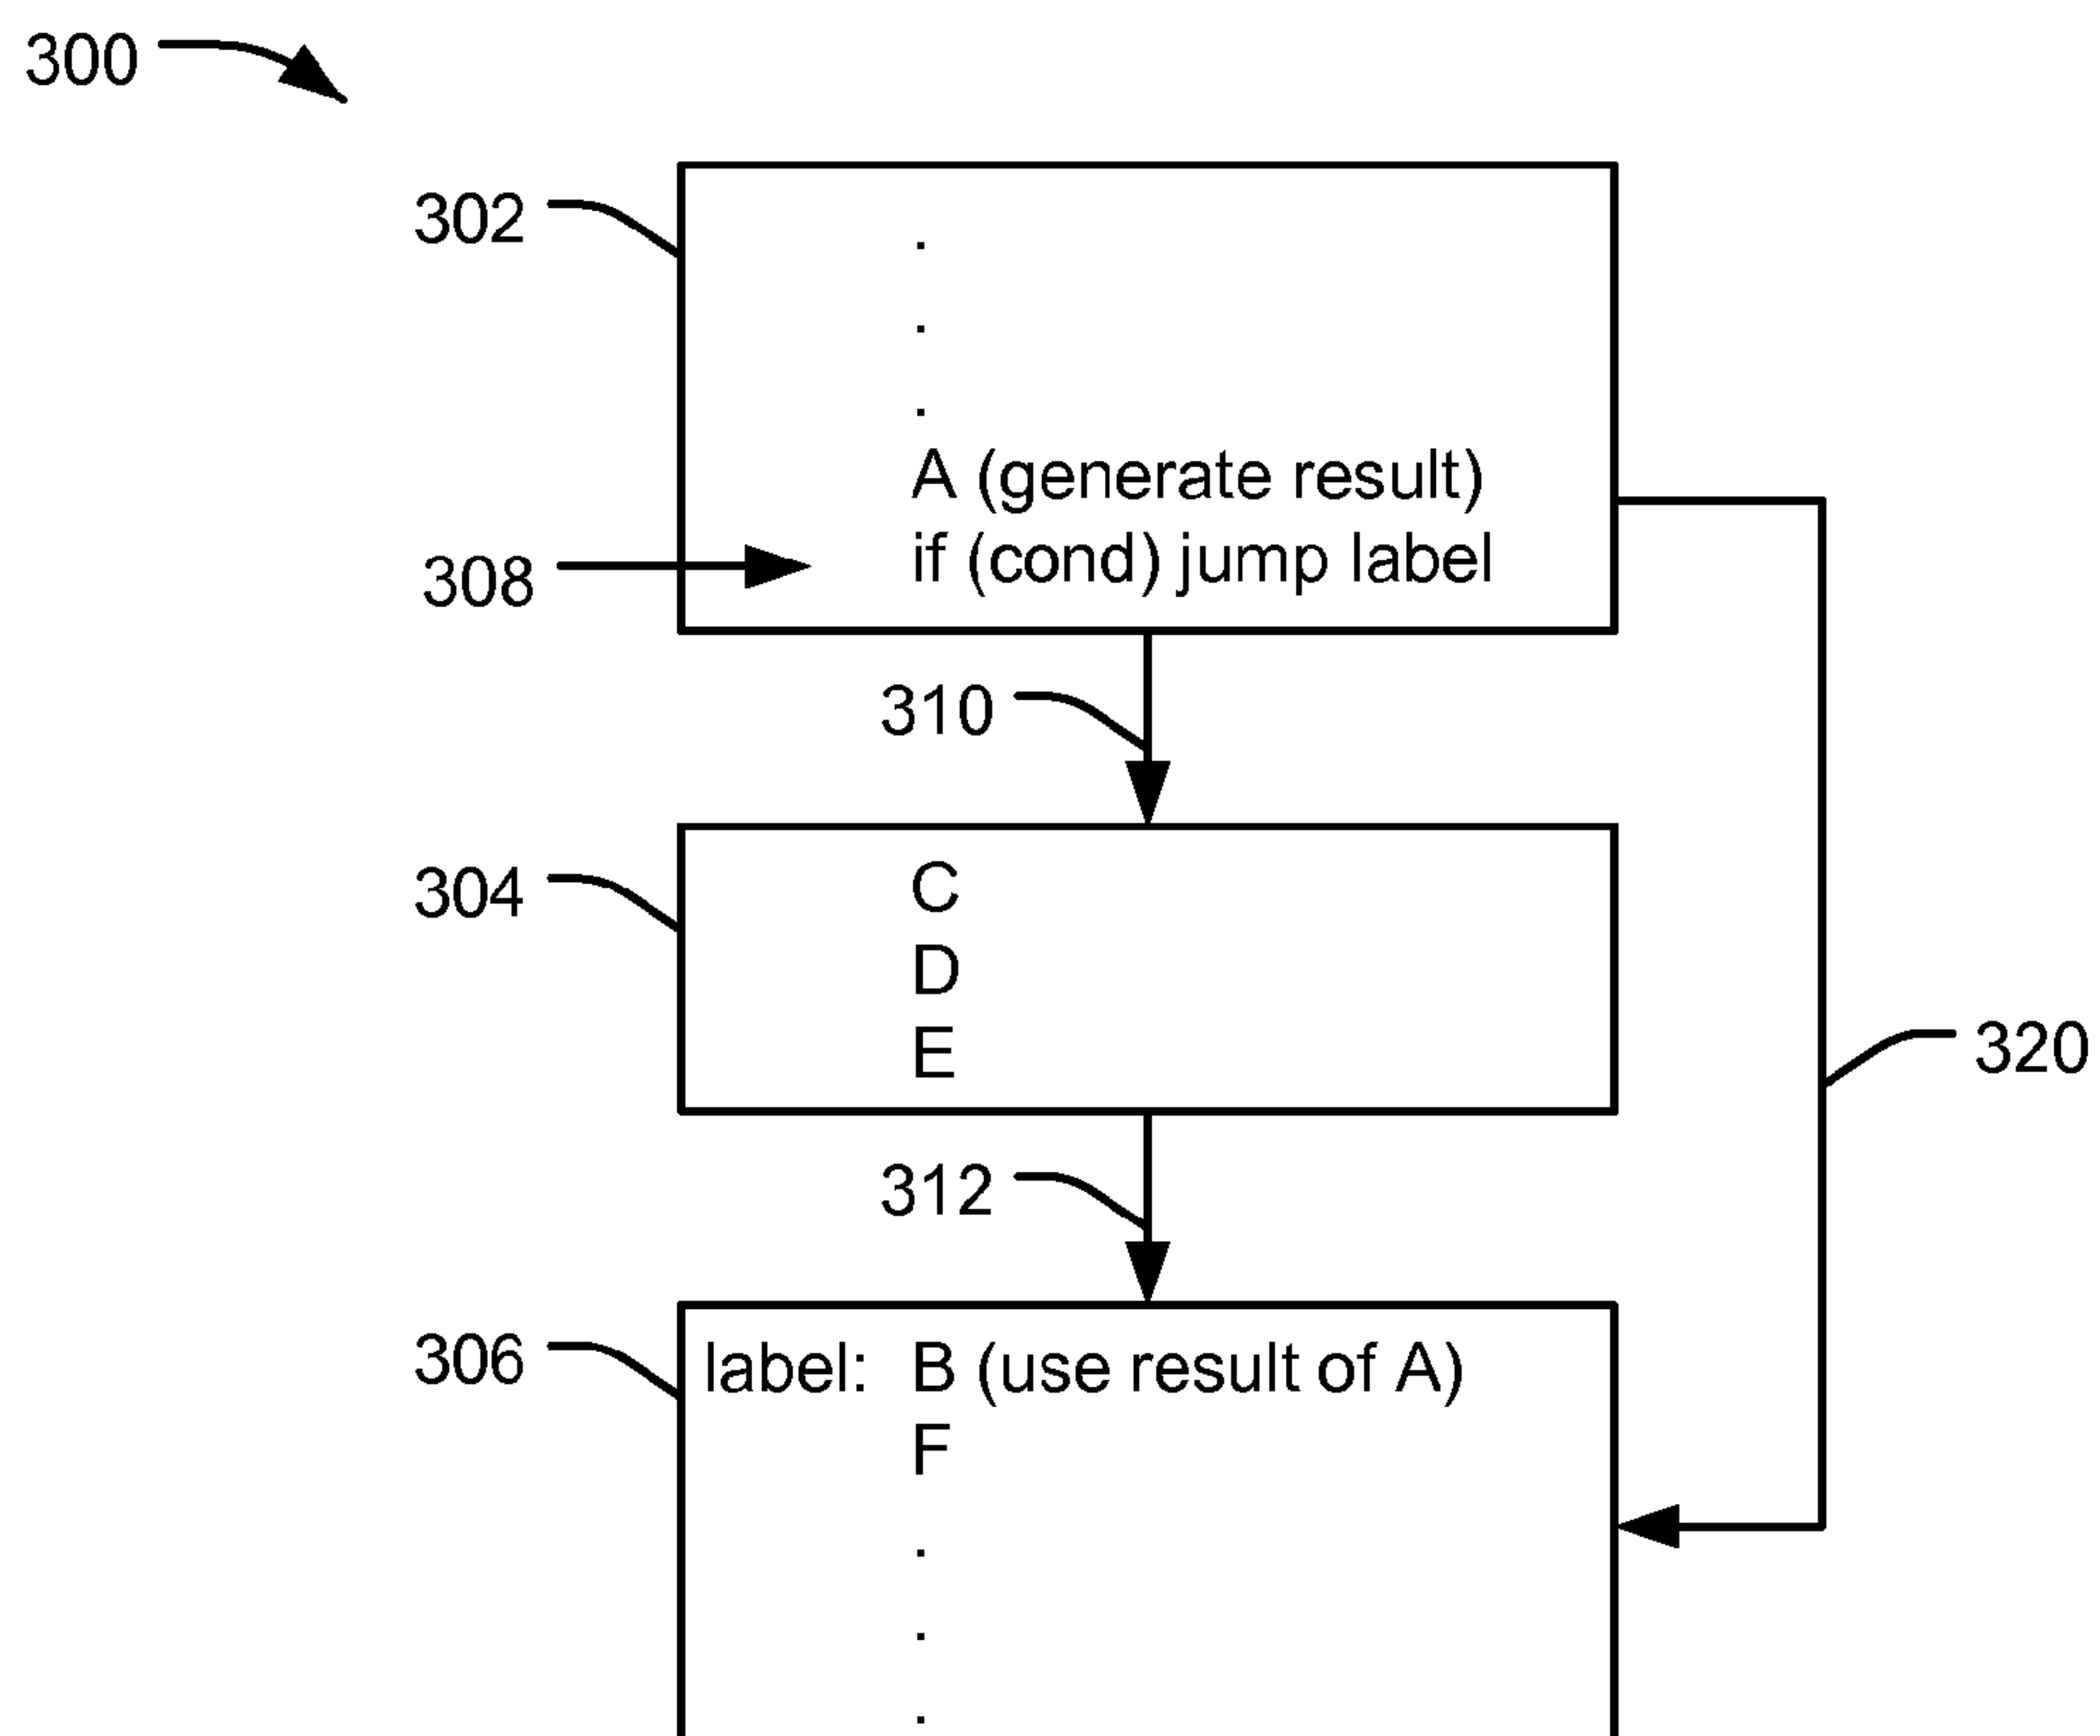 300
302
.
.
.
A (generate result)
308
if (cond) jump label
310
304
C
D
E
320
312
306
label: B (use result of A)
F
.
.
.